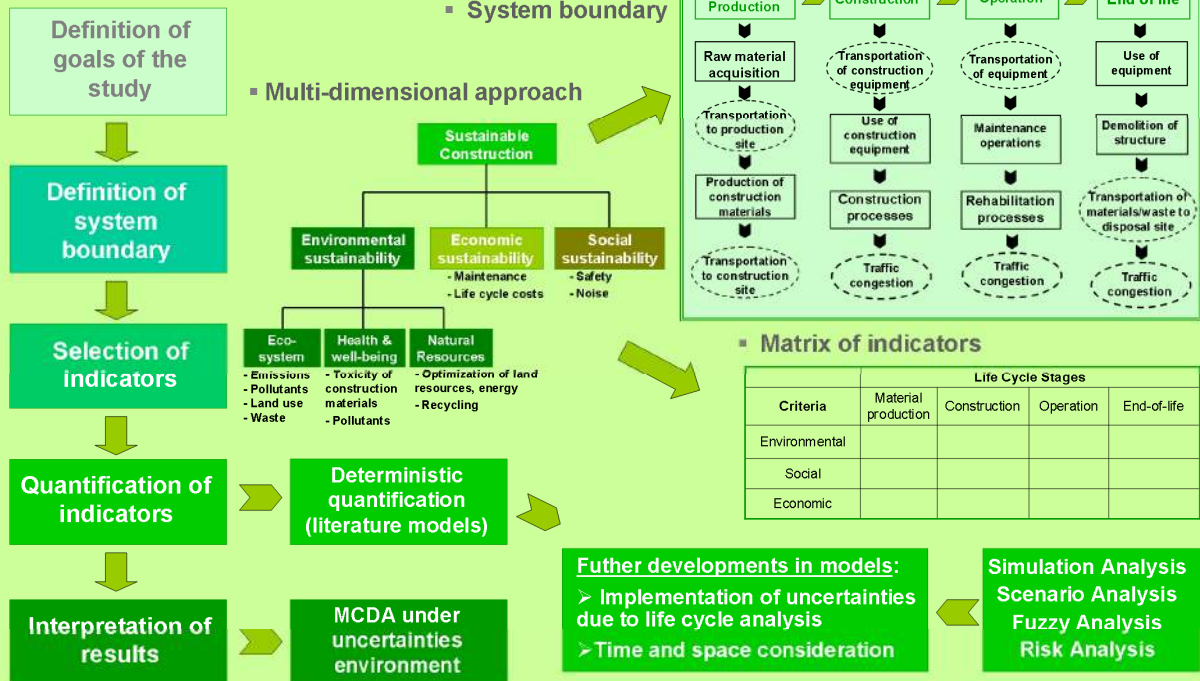 Definition of
goals of the
study
Definition of
system
boundary
Selection of
indicators
Quantification of
indicators
Interpretation of
results
▪ System boundary
▪ Multi-dimensional approach
Sustainable
Construction
Environmental
sustainability
Economic
sustainability
- Maintenance
- Life cycle costs
Social
sustainability
- Safety
- Noise
Eco-
system
- Emissions
- Pollutants
- Land use
- Waste
Health &
well-being
- Toxicity of
construction
materials
- Pollutants
Natural
Resources
- Optimization of land
resources, energy
- Recycling
Production
Raw material
acquisition
Transportation
to production
site
Production of
construction
materials
Transportation
to construction
site
Construction
Transportation
of construction
equipment
Use of
construction
equipment
Construction
processes
Traffic
congestion
Operation
Transportation
of equipment
Maintenance
operations
Rehabilitation
processes
Traffic
congestion
End of life
Use of
equipment
Demolition of
structure
Transportation of
materials/waste to
disposal site
Traffic
congestion
▪ Matrix of indicators
Life Cycle Stages
Criteria Material production Construction Operation End-of-life
Environmental
Social
Economic
Deterministic
quantification
(literature models)
MCDA under
uncertainties
environment
Futher developments in models:
➢ Implementation of uncertainties
due to life cycle analysis
➢Time and space consideration
Simulation Analysis
Scenario Analysis
Fuzzy Analysis
Risk Analysis